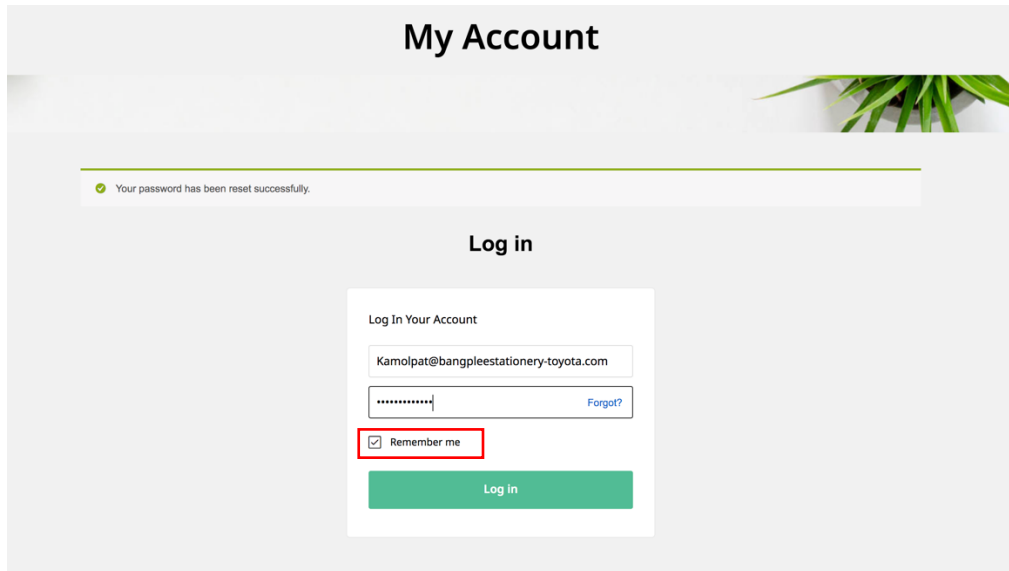 My Account
Your password has been reset successfully.
Log in
Log In Your Account
Kamolpat@bangpleestationery-toyota.com
••••••••••••• Forgot?
Remember me
Log in